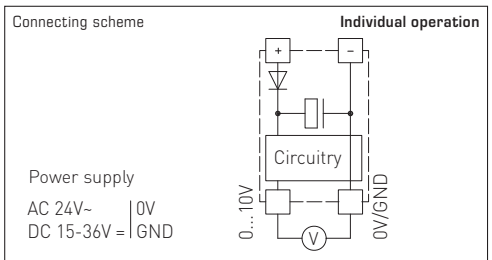 Connecting scheme
Individual operation
+
–
Circuitry
Power supply
AC 24V~ | 0V
DC 15-36V = | GND
0...10V
0V/GND
V